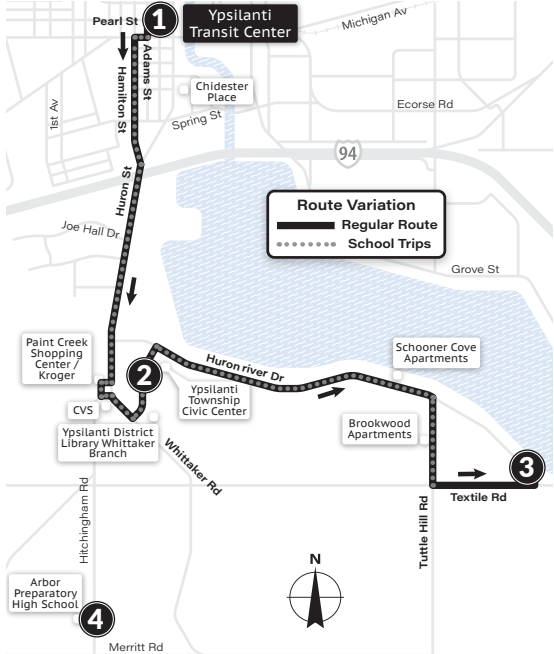 Pearl St
1
Ypsilanti
Transit Center
Michigan Av
Adams St
Hamilton St
Chidester
Place
1st Av
Spring St
Ecorse Rd
94
Huron St
Route Variation
Regular Route
School Trips
Joe Hall Dr.
Grove St
Paint Creek
Shopping
Center /
Kroger
2
Huron river Dr
Schooner Cove
Apartments
Ypsilanti
Township
Civic Center
CVS
Ypsilanti District
Library Whittaker
Branch
Brookwood
Apartments
Whittaker Rd
3
Textile Rd
Hitchingham Rd
Tuttle Hill Rd
N
Arbor
Preparatory
High School
4
Merritt Rd